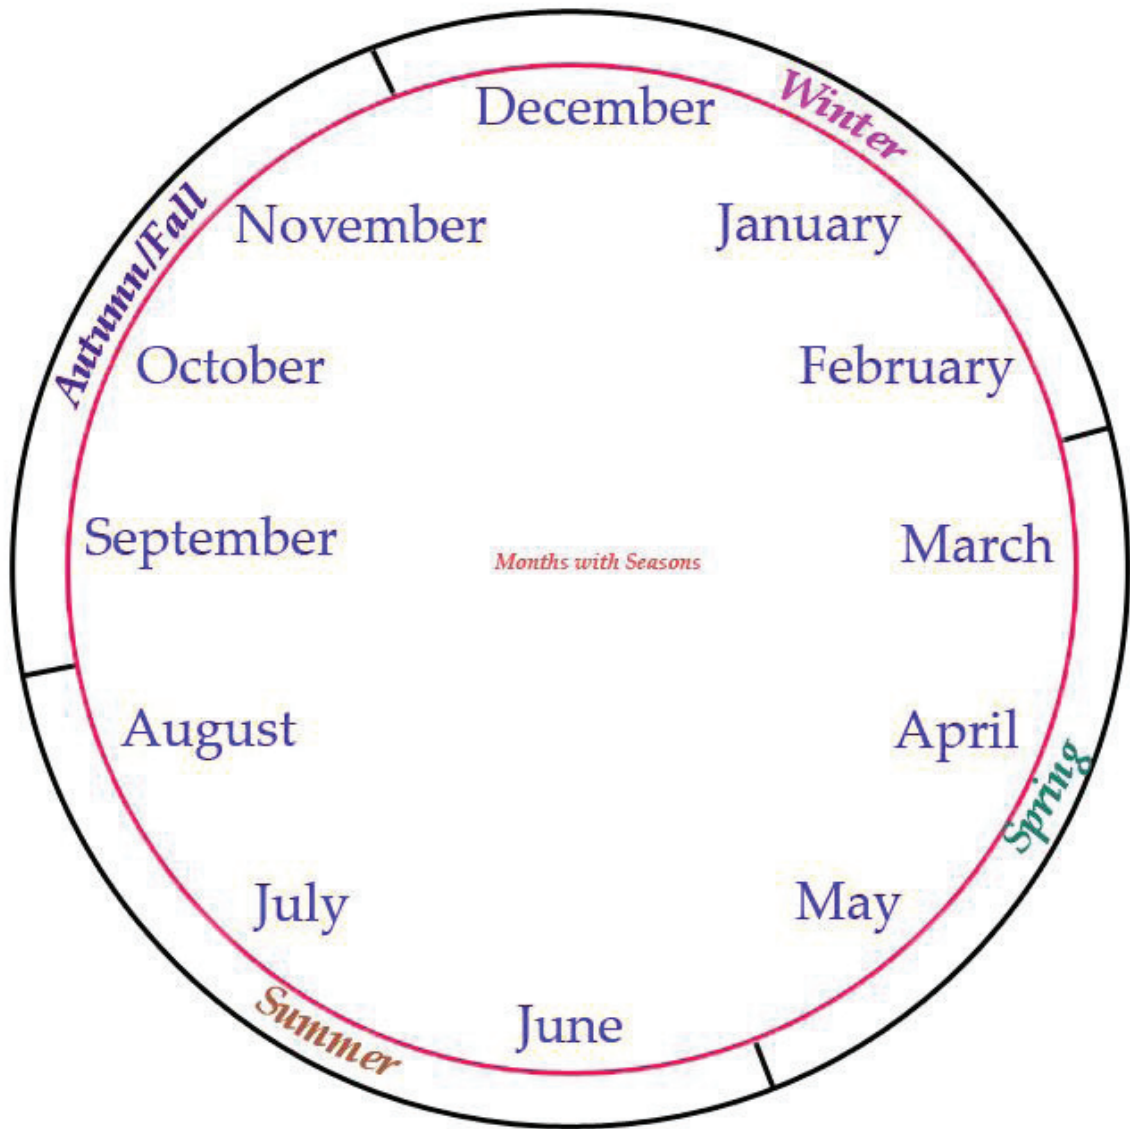 December
Winter
January
February
March
April
Spring
May
June
Summer
July
August
September
October
Autumn/Fall
November
Months with Seasons